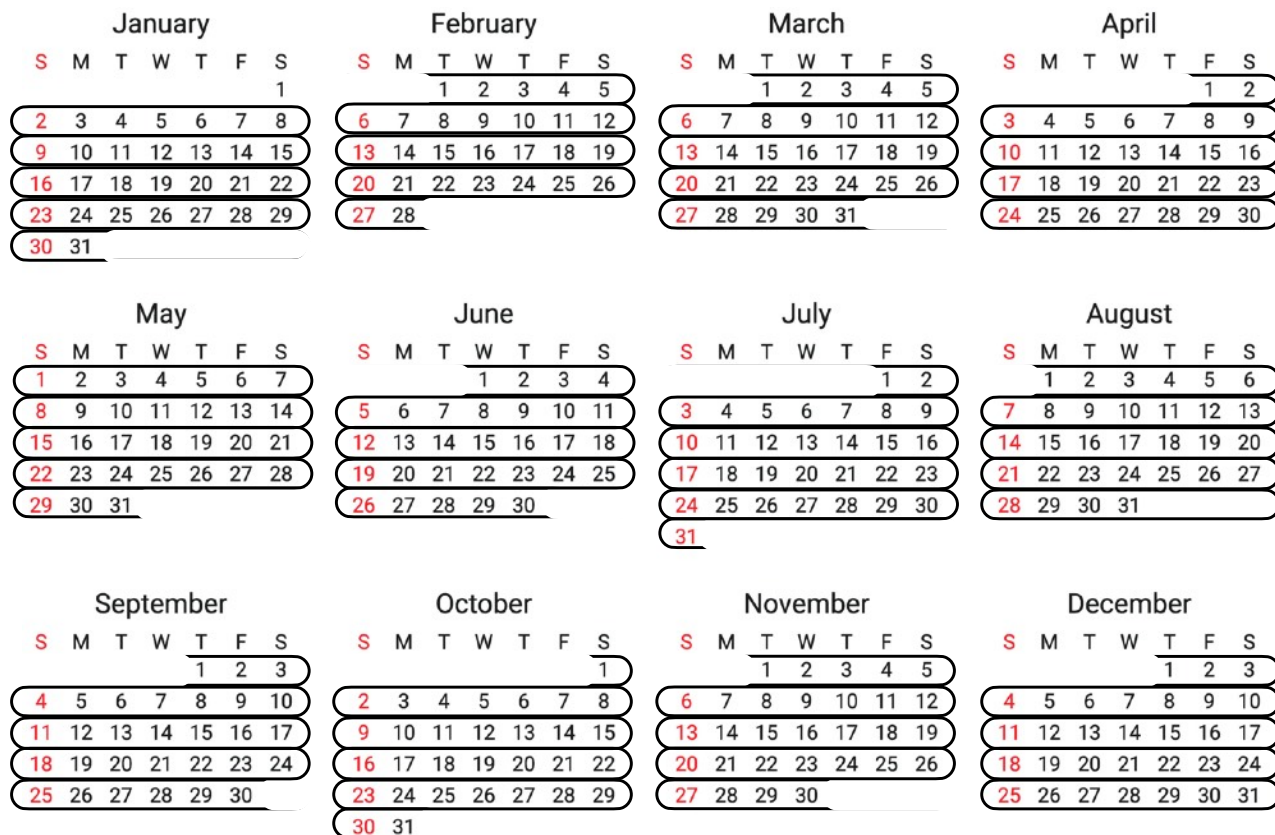 January February March April
S M T W T F S S M T W T F S S M T W T F S S M T W T F S
1 1 2 3 4 5 1 2 3 4 5 1 2
2 3 4 5 6 7 8 6 7 8 9 10 11 12 6 7 8 9 10 11 12 3 4 5 6 7 8 9
9 10 11 12 13 14 15 13 14 15 16 17 18 19 13 14 15 16 17 18 19 10 11 12 13 14 15 16
16 17 18 19 20 21 22 20 21 22 23 24 25 26 20 21 22 23 24 25 26 17 18 19 20 21 22 23
23 24 25 26 27 28 29 27 28 27 28 29 30 31 24 25 26 27 28 29 30
30 31
May June July August
S M T W T F S S M T W T F S S M T W T F S S M T W T F S
1 2 3 4 5 6 7 1 2 3 4 1 2 1 2 3 4 5 6
8 9 10 11 12 13 14 5 6 7 8 9 10 11 3 4 5 6 7 8 9 7 8 9 10 11 12 13
15 16 17 18 19 20 21 12 13 14 15 16 17 18 10 11 12 13 14 15 16 14 15 16 17 18 19 20
22 23 24 25 26 27 28 19 20 21 22 23 24 25 17 18 19 20 21 22 23 21 22 23 24 25 26 27
29 30 31 26 27 28 29 30 24 25 26 27 28 29 30 28 29 30 31
31
September October November December
S M T W T F S S M T W T F S S M T W T F S S M T W T F S
1 2 3 1 1 2 3 4 5 1 2 3
4 5 6 7 8 9 10 2 3 4 5 6 7 8 6 7 8 9 10 11 12 4 5 6 7 8 9 10
11 12 13 14 15 16 17 9 10 11 12 13 14 15 13 14 15 16 17 18 19 11 12 13 14 15 16 17
18 19 20 21 22 23 24 16 17 18 19 20 21 22 20 21 22 23 24 25 26 18 19 20 21 22 23 24
25 26 27 28 29 30 23 24 25 26 27 28 29 27 28 29 30 25 26 27 28 29 30 31
30 31